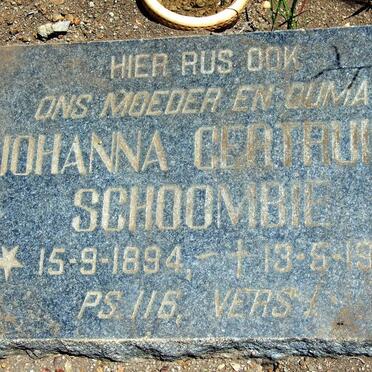 HIER RUS OOK
ONS MOEDER EN OUMA
JOHANNA GERTRUI
SCHOOMBIE
★ 15-9-1894, ~ † 13-5-19
PS. 116, VERS 1.